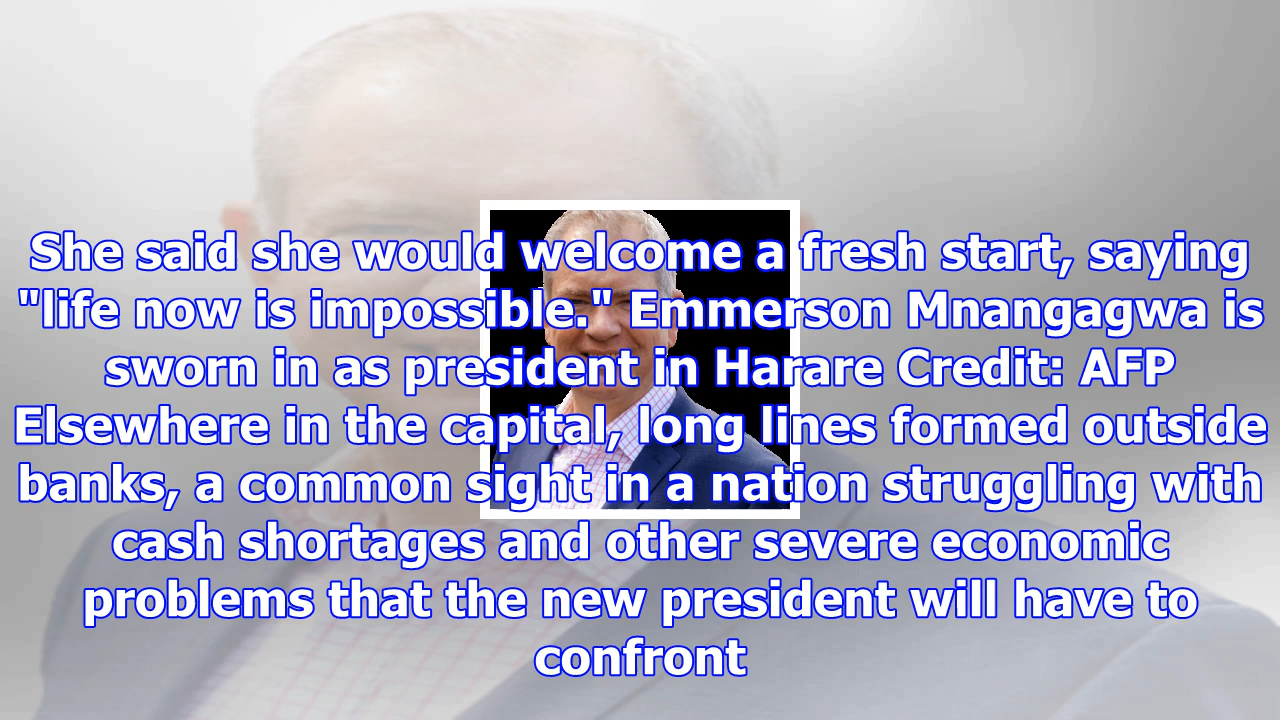 She said she would welcome a fresh start, saying
"life now is impossible." Emmerson Mnangagwa is
sworn in as president in Harare Credit: AFP
Elsewhere in the capital, long lines formed outside
banks, a common sight in a nation struggling with
cash shortages and other severe economic
problems that the new president will have to
confront